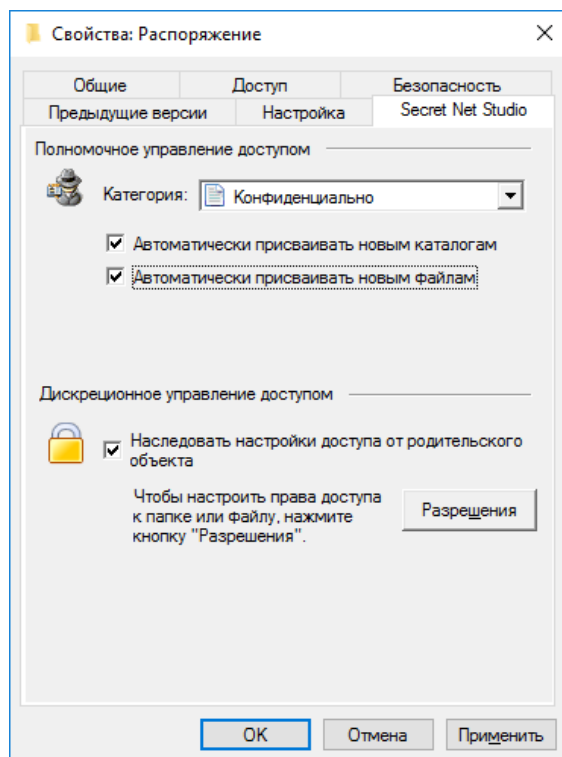 Свойства: Распоряжение
Общие Доступ Безопасность
Предыдущие версии Настройка Secret Net Studio
Полномочное управление доступом
Категория: Конфиденциально
Автоматически присваивать новым каталогам
Автоматически присваивать новым файлам
Дискреционное управление доступом
Наследовать настройки доступа от родительского
объекта
Чтобы настроить права доступа
к папке или файлу, нажмите
кнопку "Разрешения".
Разрешения
OK Отмена Применить